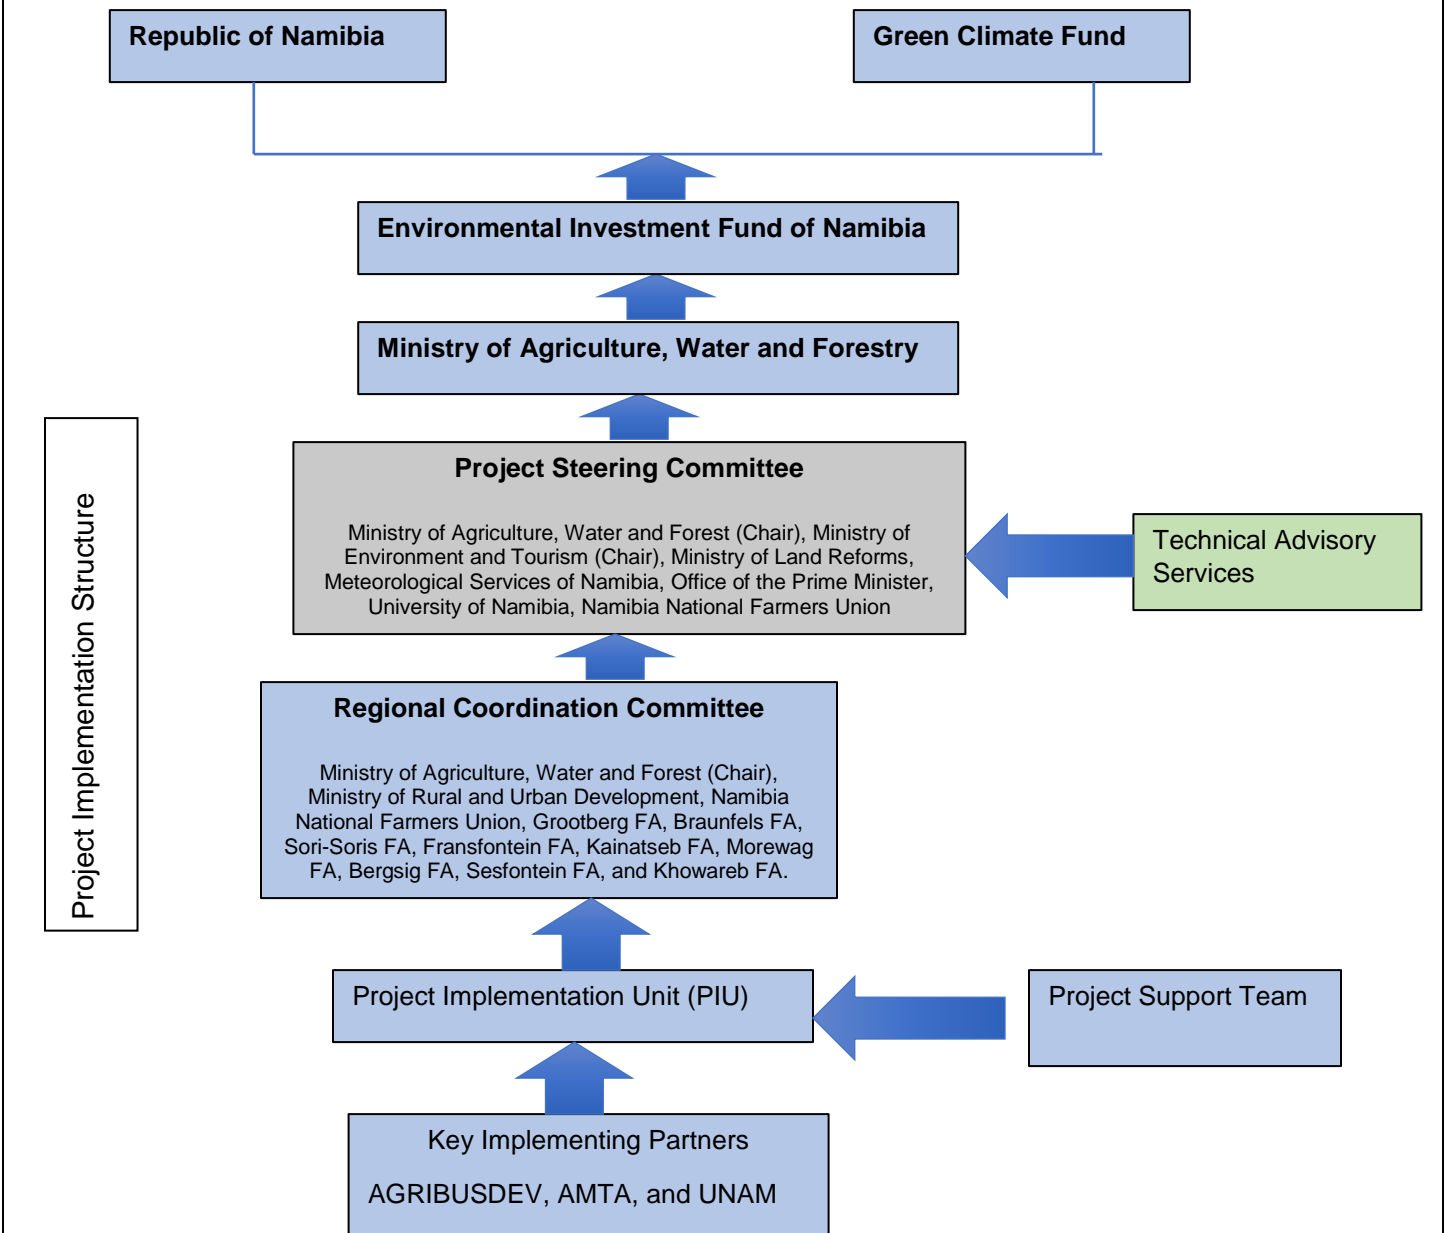 Republic of Namibia
Green Climate Fund
Environmental Investment Fund of Namibia
Ministry of Agriculture, Water and Forestry
Project Implementation Structure
Project Steering Committee
Ministry of Agriculture, Water and Forest (Chair), Ministry of
Environment and Tourism (Chair), Ministry of Land Reforms,
Meteorological Services of Namibia, Office of the Prime Minister,
University of Namibia, Namibia National Farmers Union
Technical Advisory
Services
Regional Coordination Committee
Ministry of Agriculture, Water and Forest (Chair),
Ministry of Rural and Urban Development, Namibia
National Farmers Union, Grootberg FA, Braunfels FA,
Sori-Soris FA, Fransfontein FA, Kainatseb FA, Morewag
FA, Bergsig FA, Sesfontein FA, and Khowareb FA.
Project Implementation Unit (PIU)
Project Support Team
Key Implementing Partners
AGRIBUSDEV, AMTA, and UNAM